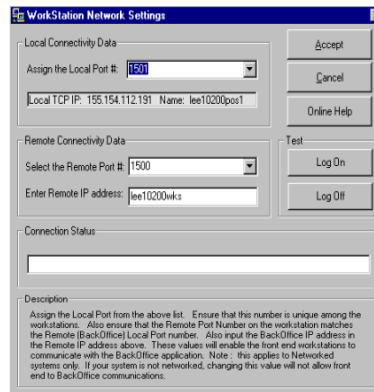 WorkStation Network Settings
Local Connectivity Data
Assign the Local Port #: 1501
Local TCP IP: 155.154.112.191 Name: lee10200pos1
Accept
Cancel
Online Help
Remote Connectivity Data
Select the Remote Port #: 1500
Enter Remote IP address: lee10200wks
Test
Log On
Log Off
Connection Status
Description
Assign the Local Port from the above list. Ensure that this number is unique among the
workstations. Also ensure that the Remote Port Number on the workstation matches
the Remote (BackOffice) Local Port number. Also input the BackOffice IP address in
the Remote IP address above. These values will enable the front end workstations to
communicate with the BackOffice application. Note : this applies to Networked
systems only. If your system is not networked, changing this value will not allow front
end to BackOffice communications.